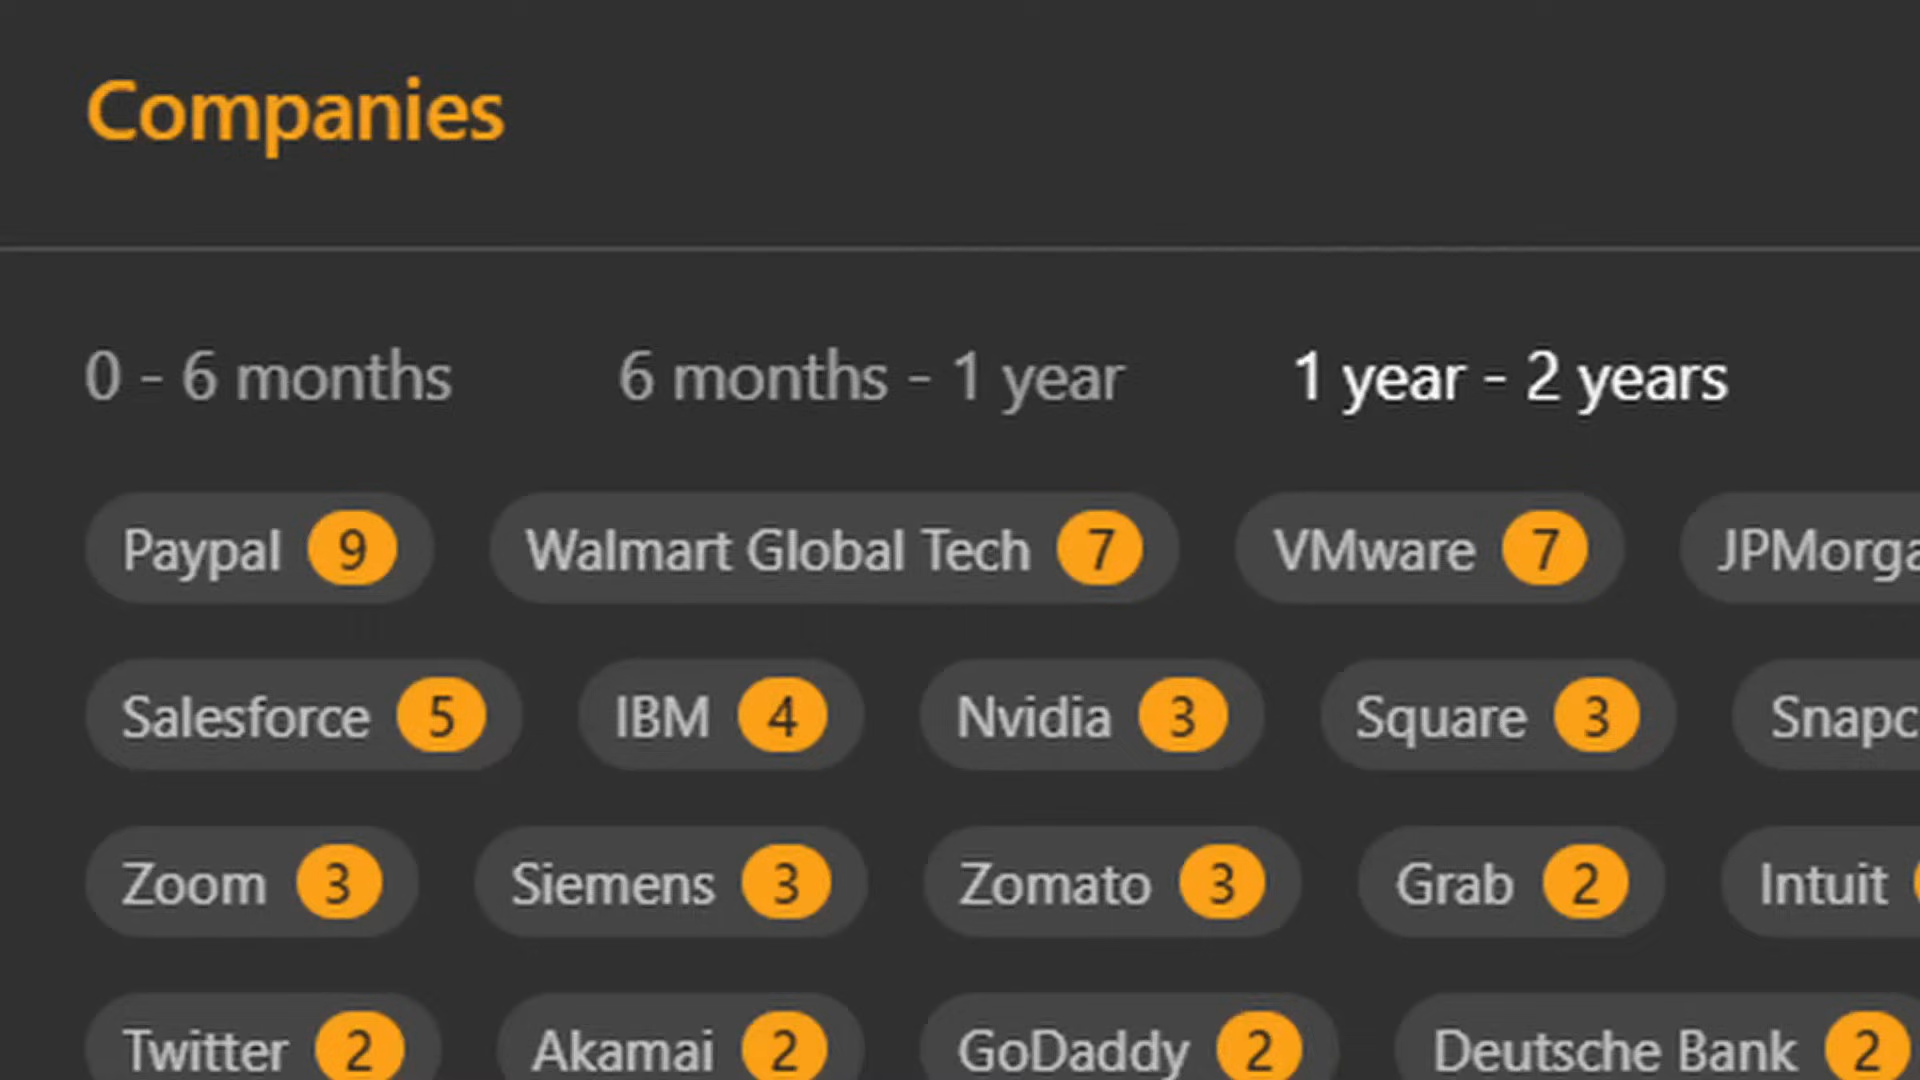 Companies
0 - 6 months 6 months - 1 year 1 year - 2 years
Paypal 9 Walmart Global Tech 7 VMware 7 JPMorga
Salesforce 5 IBM 4 Nvidia 3 Square 3 Snapc
Zoom 3 Siemens 3 Zomato 3 Grab 2 Intuit
Twitter 2 Akamai 2 GoDaddy 2 Deutsche Bank 2